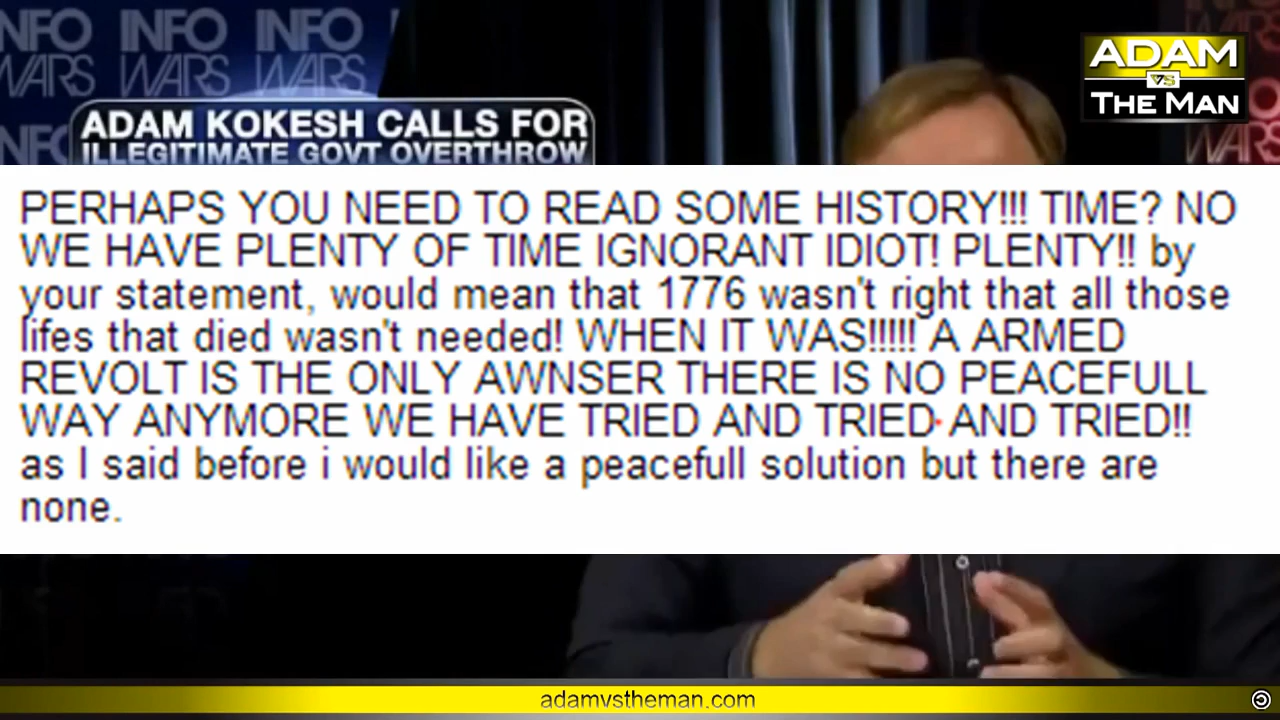 INFO INFO INFO
WARS WARS WARS
ADAM
VS
THE MAN
ADAM KOKESH CALLS FOR
ILLEGITIMATE GOVT OVERTHROW
PERHAPS YOU NEED TO READ SOME HISTORY!!! TIME? NO
WE HAVE PLENTY OF TIME IGNORANT IDIOT! PLENTY!! by
your statement, would mean that 1776 wasn't right that all those
lifes that died wasn't needed! WHEN IT WAS!!!!! A ARMED
REVOLT IS THE ONLY AWNSER THERE IS NO PEACEFULL
WAY ANYMORE WE HAVE TRIED AND TRIED AND TRIED!!
as I said before i would like a peacefull solution but there are
none.
adamvstheman.com